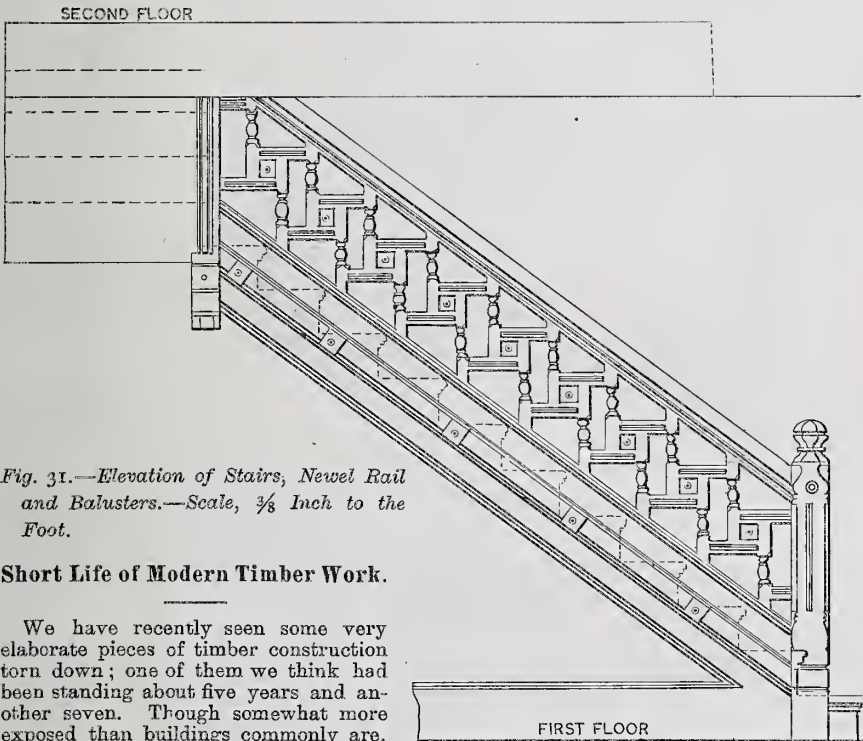 SECOND FLOOR
Fig. 31.—Elevation of Stairs, Newel Rail
and Balusters.—Scale, ⅜ Inch to the
Foot.
Short Life of Modern Timber Work.
We have recently seen some very
elaborate pieces of timber construction
torn down; one of them we think had
been standing about five years and an-
other seven. Though somewhat more
exposed than buildings commonly are,
FIRST FLOOR